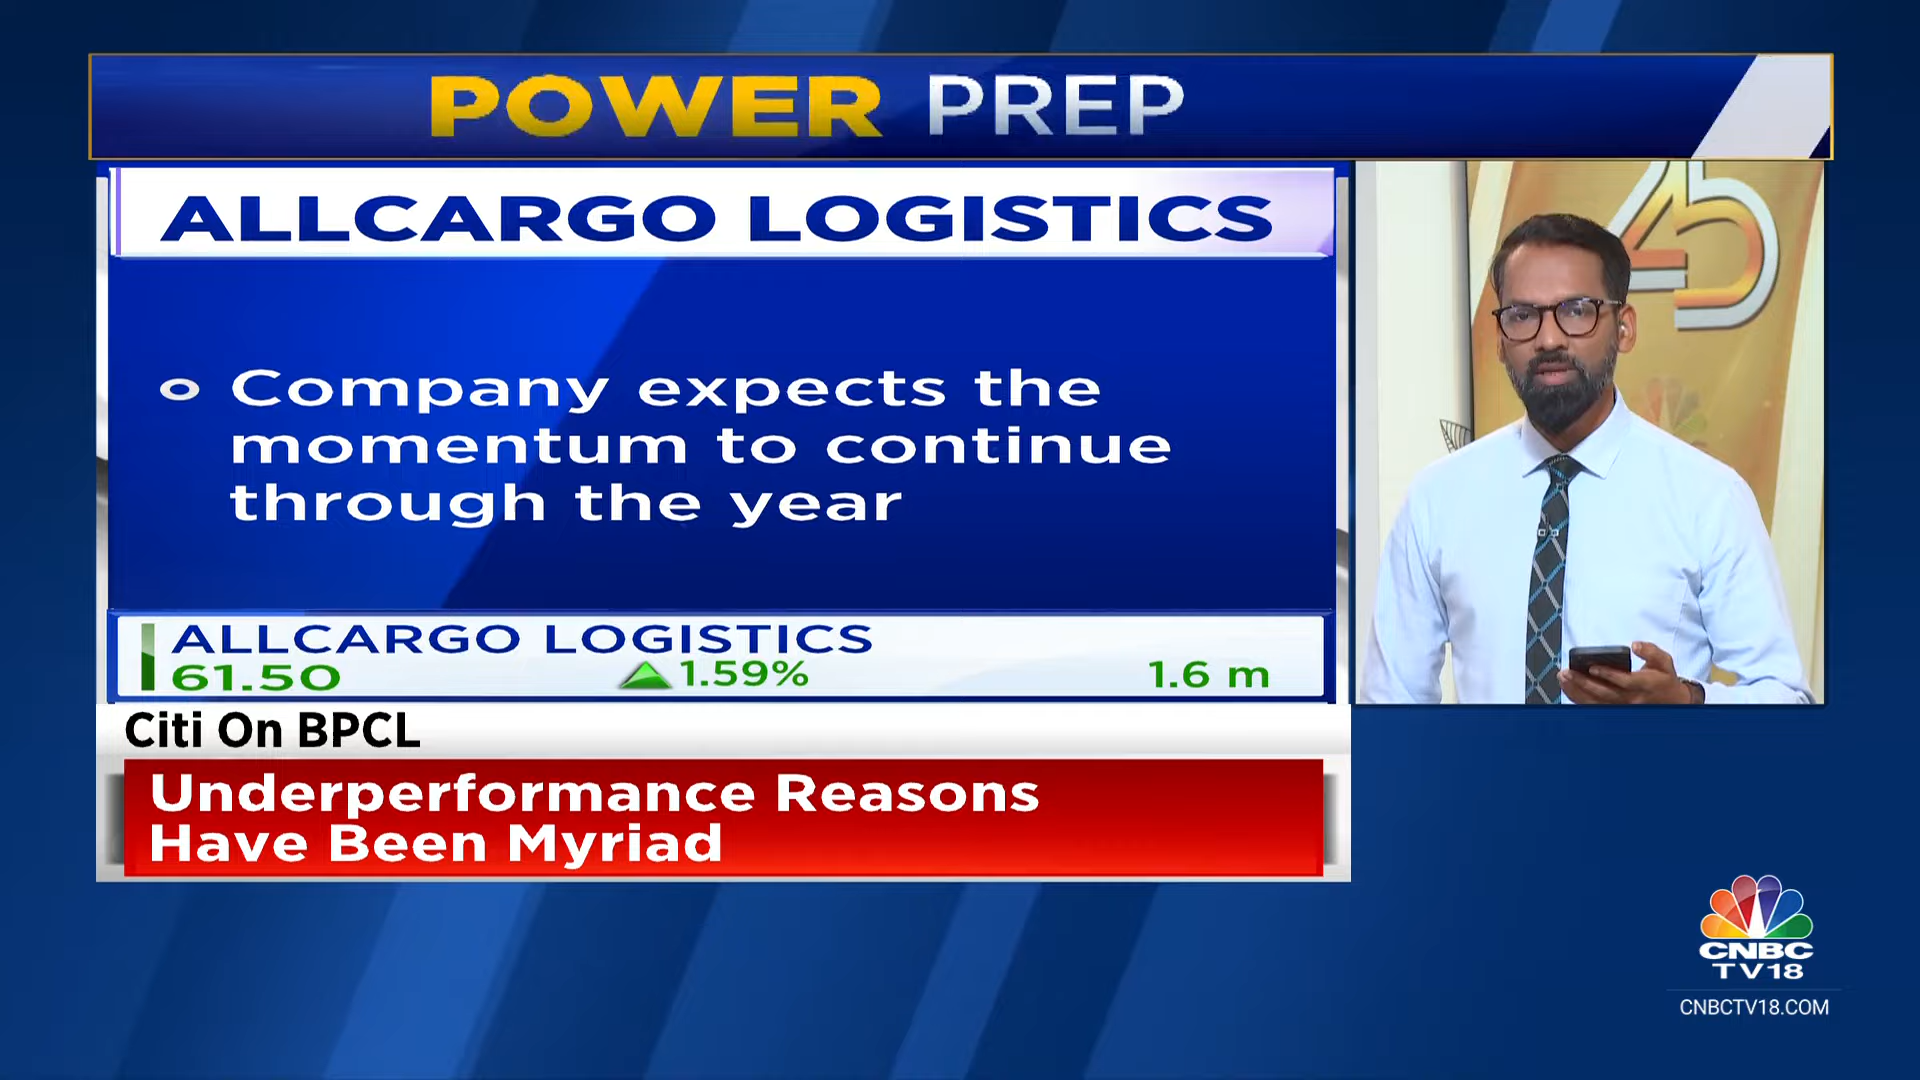 POWER PREP
ALLCARGO LOGISTICS
Company expects the
momentum to continue
through the year
ALLCARGO LOGISTICS
61.50 1.59% 1.6 m
Citi On BPCL
Underperformance Reasons
Have Been Myriad
25
CNBC
TV18
CNBCTV18.COM